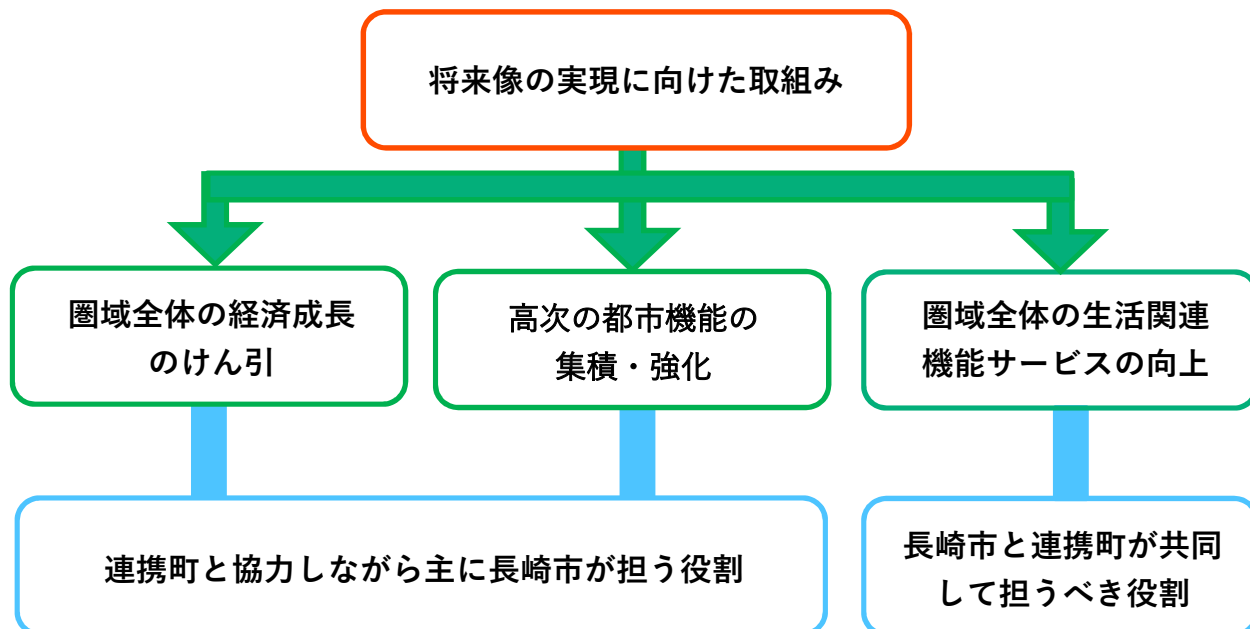 将来像の実現に向けた取組み
圏域全体の経済成長
のけん引
高次の都市機能の
集積・強化
圏域全体の生活関連
機能サービスの向上
連携町と協力しながら主に長崎市が担う役割
長崎市と連携町が共同
して担うべき役割